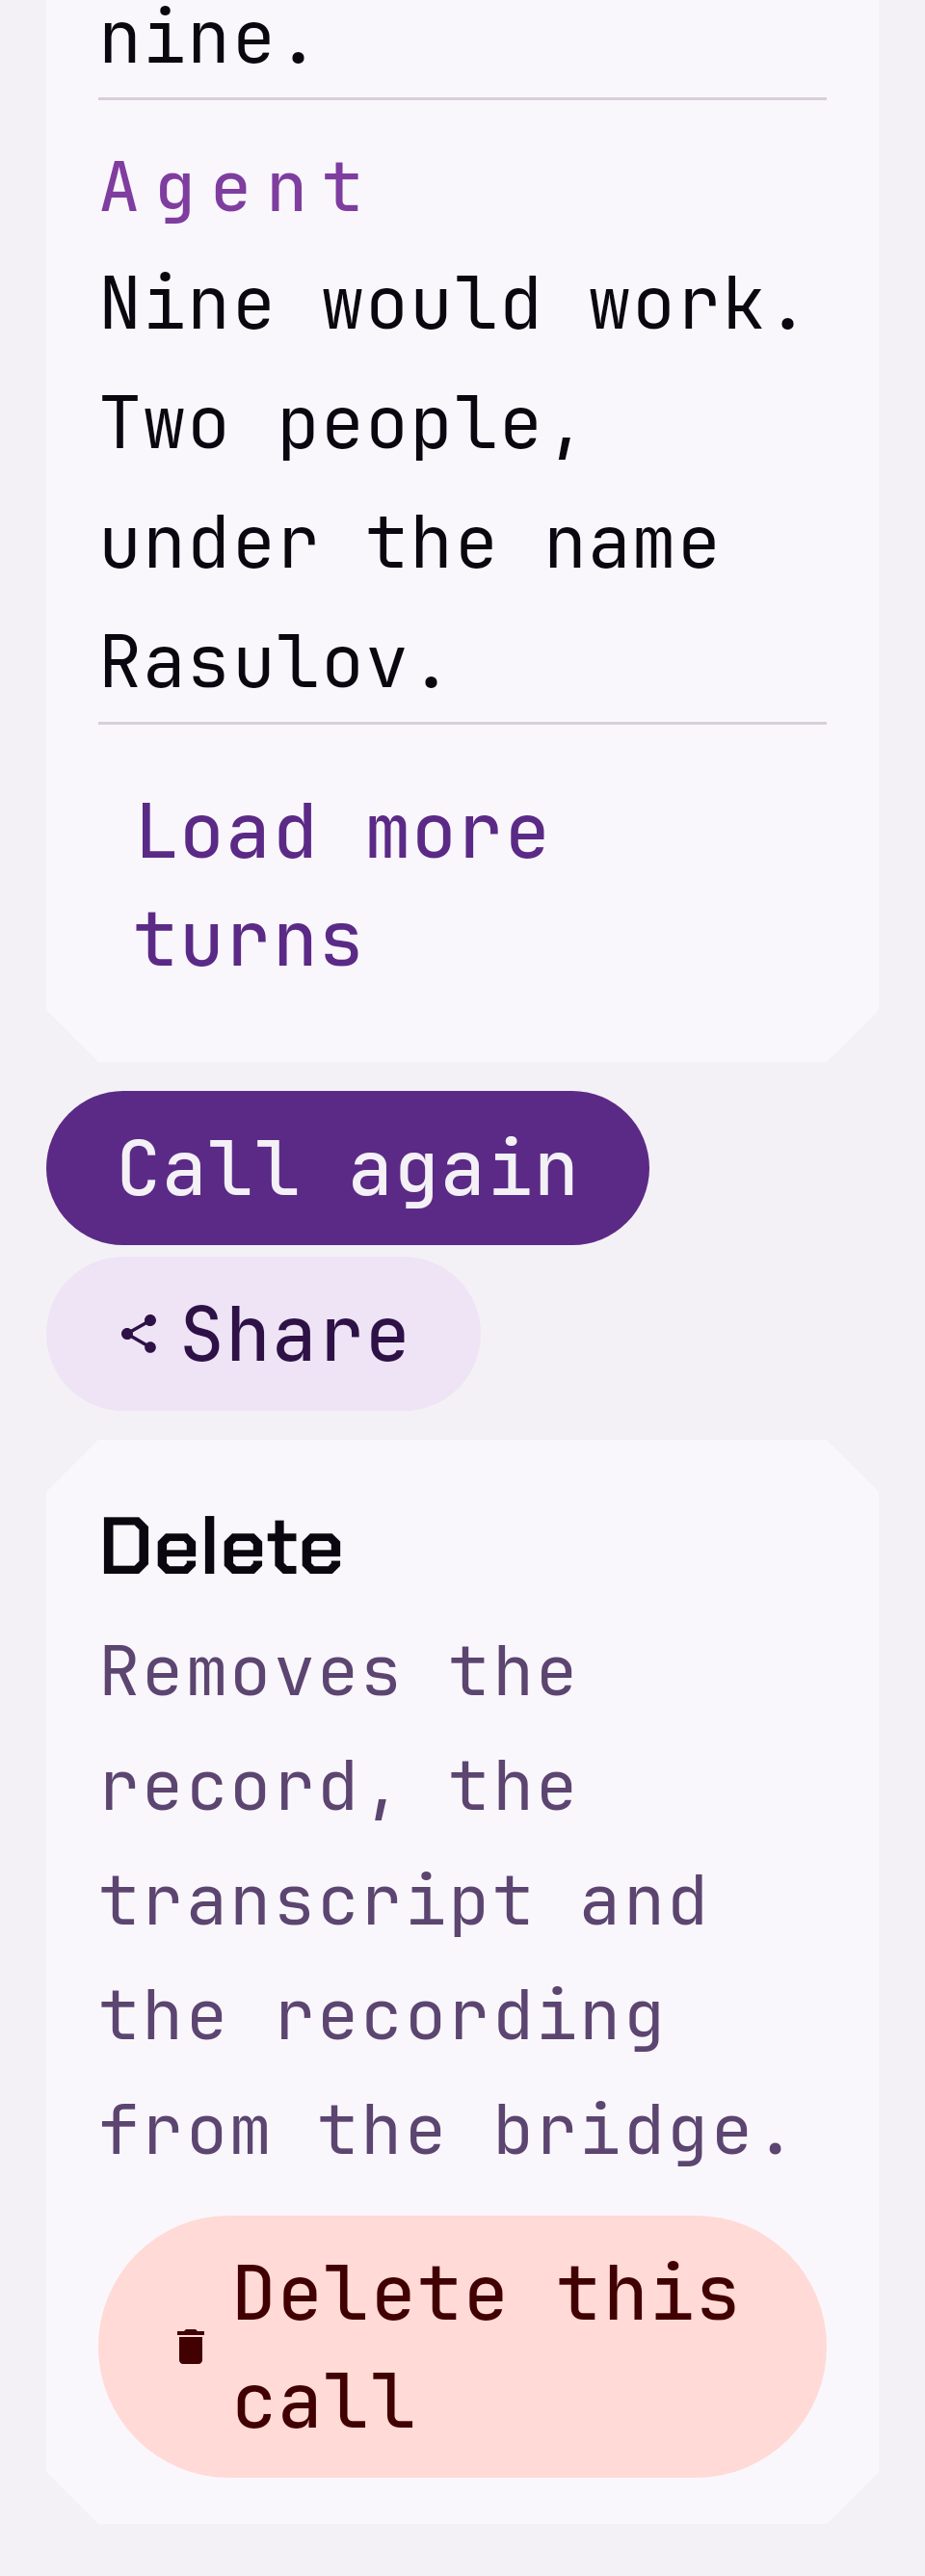 nine.
Agent
Nine would work.
Two people,
under the name
Rasulov.
Load more
turns
Call again
Share
Delete
Removes the
record, the
transcript and
the recording
from the bridge.
Delete this
call